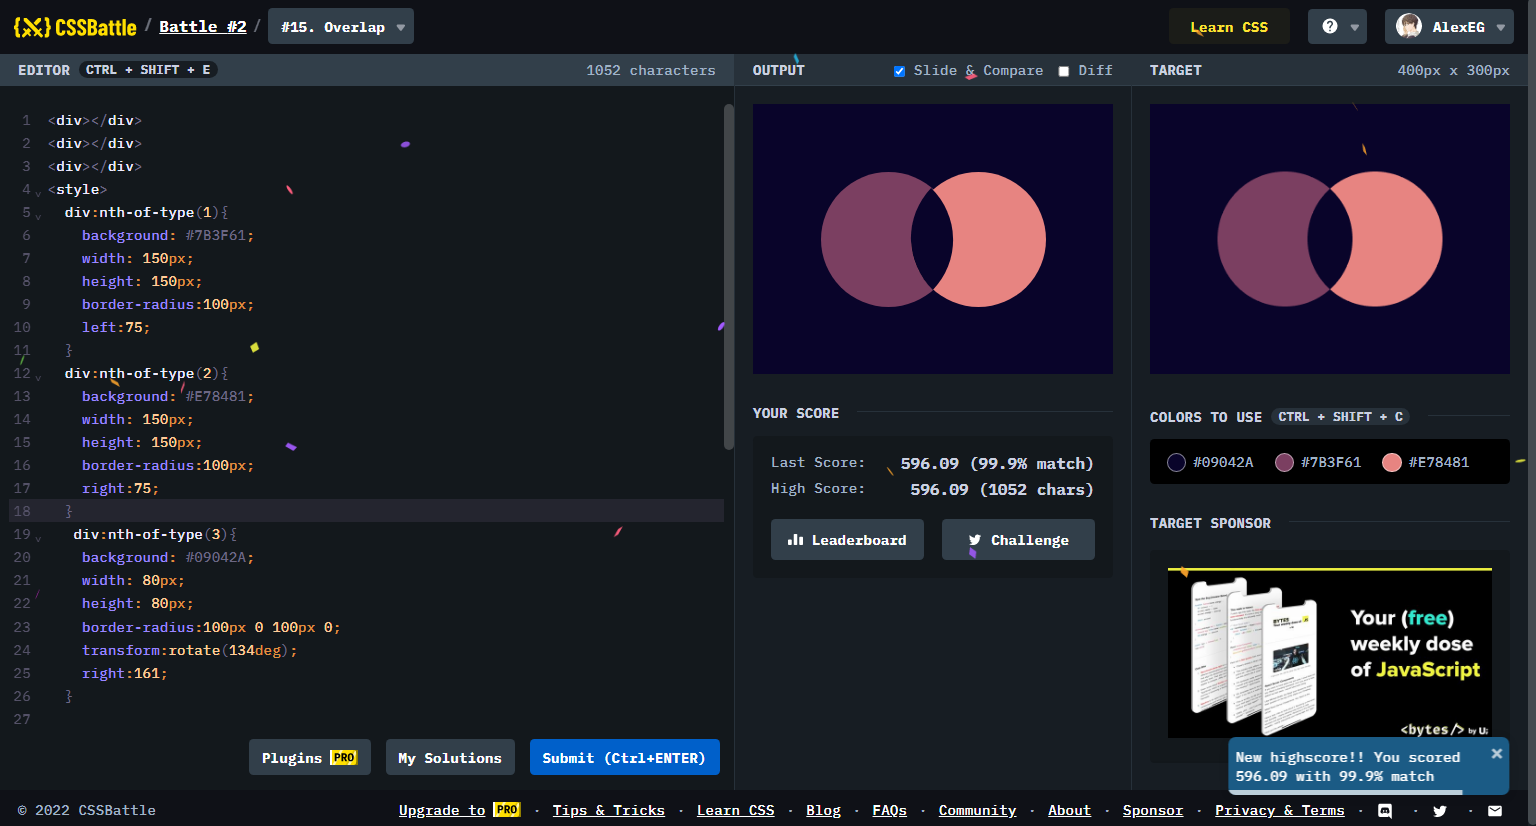 {X} CSSBattle / Battle #2 / #15. Overlap
Learn CSS
?
AlexEG
EDITOR CTRL + SHIFT + E 1052 characters
OUTPUT Slide & Compare Diff
TARGET 400px x 300px
1 <div></div>
2 <div></div>
3 <div></div>
4 <style>
5 div:nth-of-type(1){
6 background: #7B3F61;
7 width: 150px;
8 height: 150px;
9 border-radius:100px;
10 left:75;
11 }
12 div:nth-of-type(2){
13 background: #E78481;
14 width: 150px;
15 height: 150px;
16 border-radius:100px;
17 right:75;
18 }
19 div:nth-of-type(3){
20 background: #09042A;
21 width: 80px;
22 height: 80px;
23 border-radius:100px 0 100px 0;
24 transform:rotate(134deg);
25 right:161;
26 }
27
Plugins PRO
My Solutions
Submit (Ctrl+ENTER)
YOUR SCORE
Last Score: 596.09 (99.9% match)
High Score: 596.09 (1052 chars)
Leaderboard
Challenge
COLORS TO USE CTRL + SHIFT + C
#09042A #7B3F61 #E78481
TARGET SPONSOR
BYTES
Your (free)
weekly dose
of JavaScript
<bytes/> by ui
New highscore!! You scored
596.09 with 99.9% match
© 2022 CSSBattle
Upgrade to PRO · Tips & Tricks · Learn CSS · Blog · FAQs · Community · About · Sponsor · Privacy & Terms · · ·